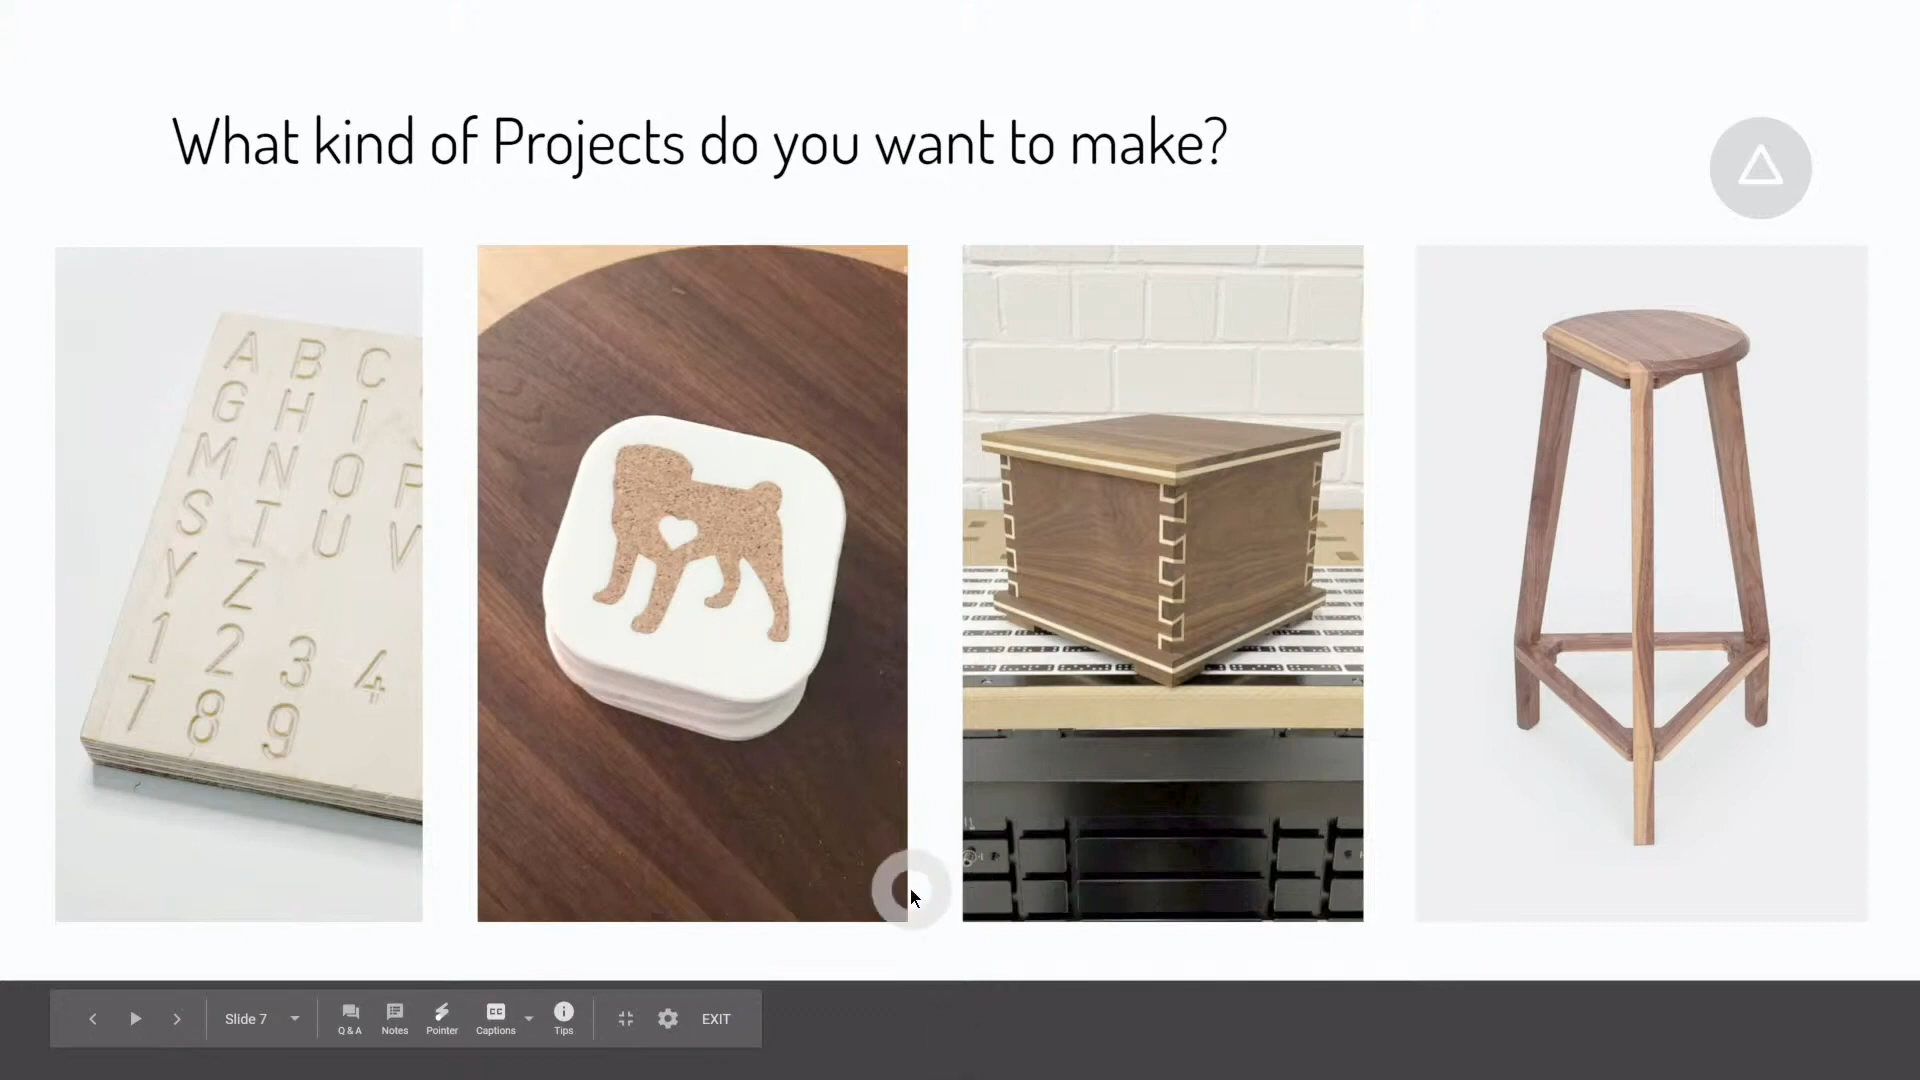 What kind of Projects do you want to make?
A B C
G H I
M N O P
S T U V
Y Z
1 2 3 4
7 8 9
Slide 7
Q & A
Notes
Pointer
CC
Captions
Tips
EXIT